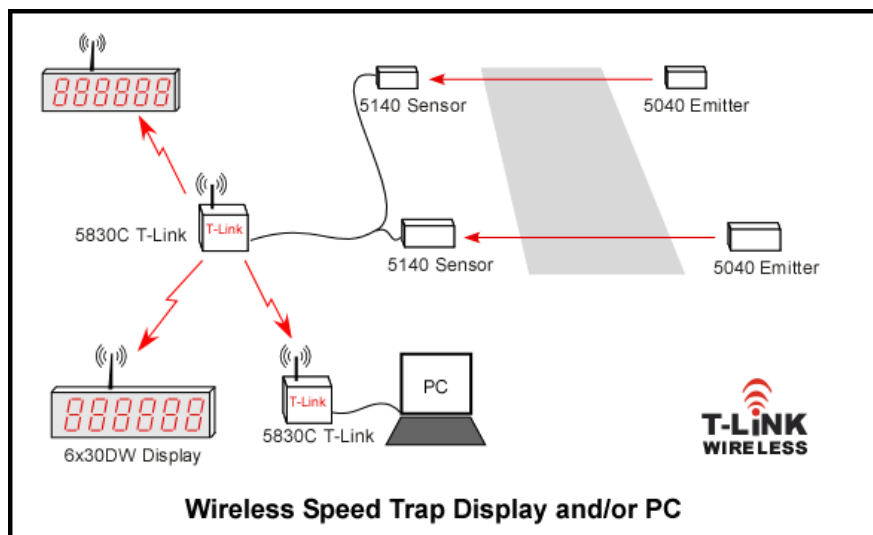 888888
5140 Sensor
5040 Emitter
5830C T-Link
T-Link
5140 Sensor
5040 Emitter
888888
6x30DW Display
T-Link
5830C T-Link
PC
T-LiNK
WIRELESS
Wireless Speed Trap Display and/or PC